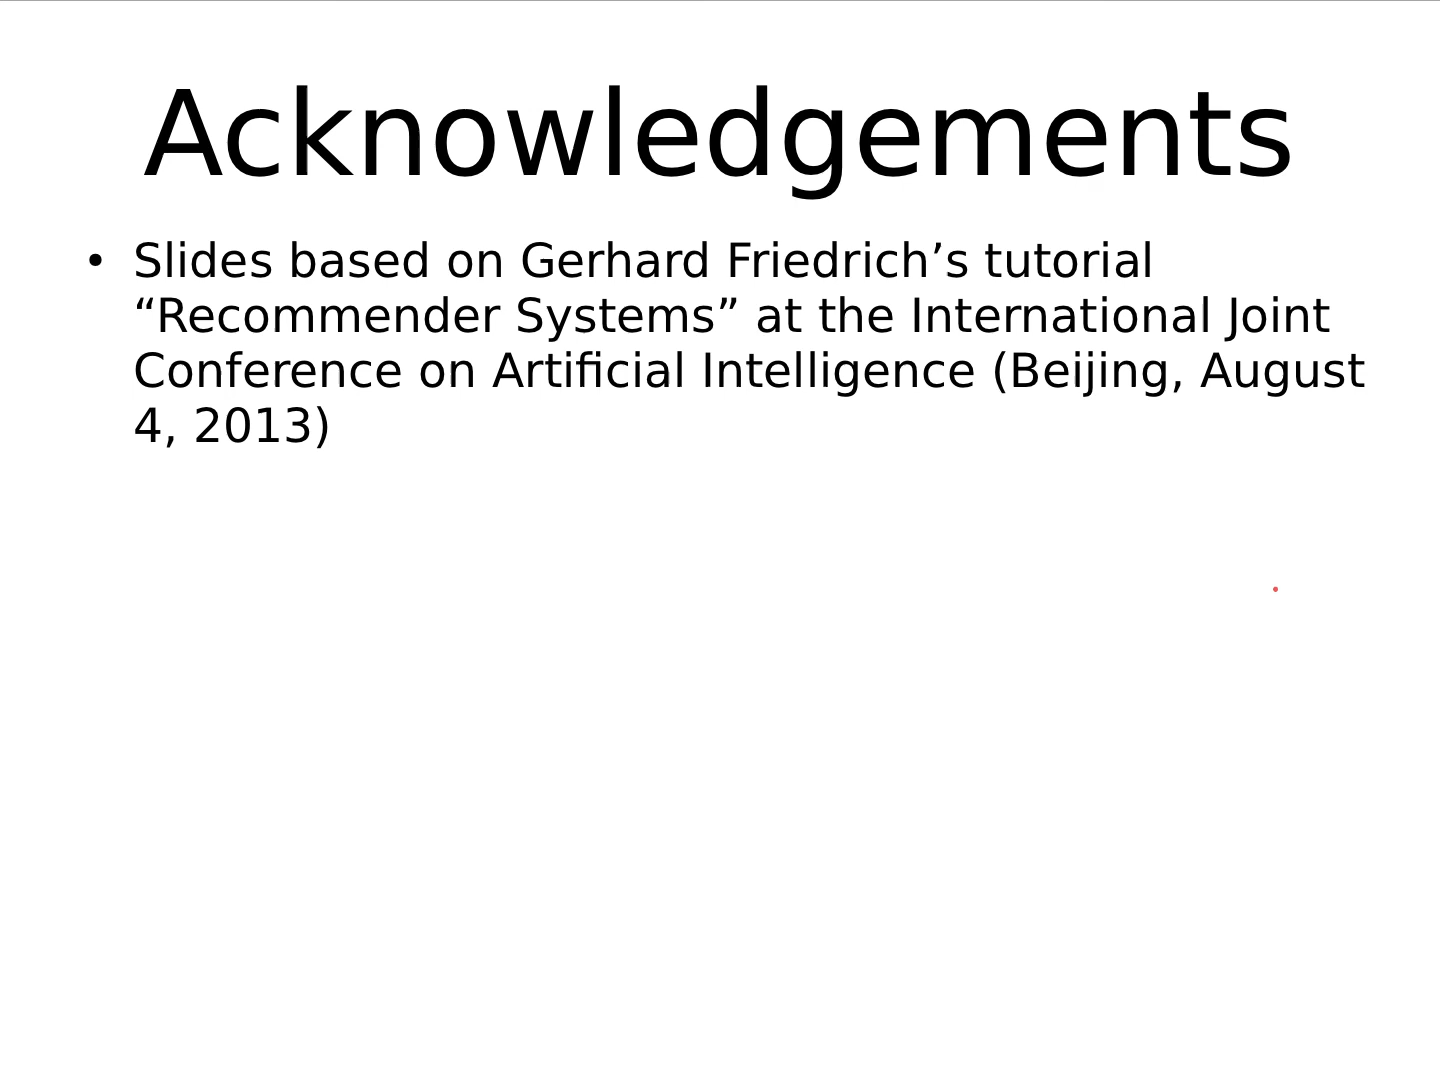 Acknowledgements
• Slides based on Gerhard Friedrich’s tutorial
“Recommender Systems” at the International Joint
Conference on Artificial Intelligence (Beijing, August
4, 2013)